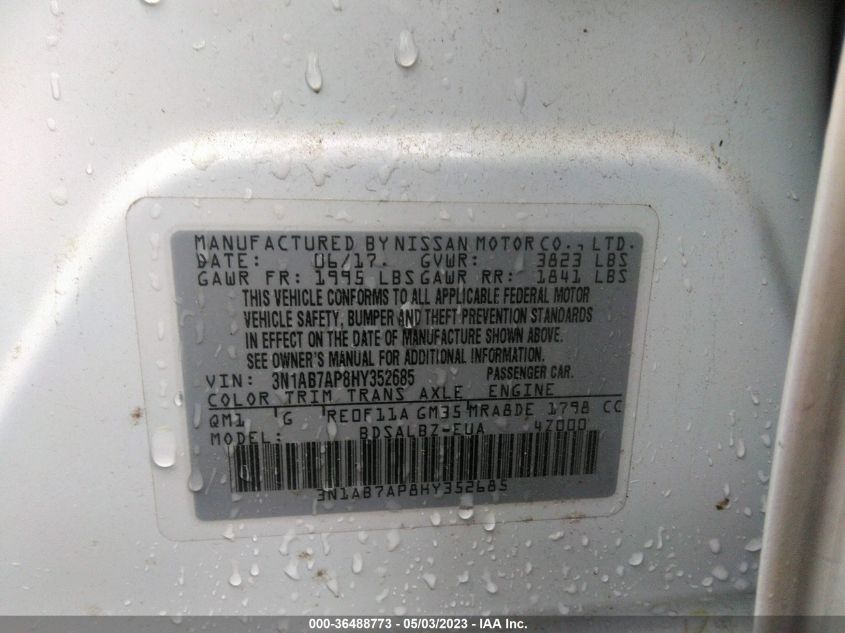 MANUFACTURED BY NISSAN MOTOR CO., LTD.
DATE: 06/17. GVWR: 3823 LBS
GAWR FR: 1995 LBS GAWR RR: 1841 LBS
THIS VEHICLE CONFORMS TO ALL APPLICABLE FEDERAL MOTOR
VEHICLE SAFETY, BUMPER AND THEFT PREVENTION STANDARDS
IN EFFECT ON THE DATE OF MANUFACTURE SHOWN ABOVE.
SEE OWNER'S MANUAL FOR ADDITIONAL INFORMATION.
VIN: 3N1AB7AP8HY352685 PASSENGER CAR.
COLOR TRIM TRANS AXLE ENGINE
QM1 G RE0F11A GM35 MRA8DE 1798 CC
MODEL: BDSALBZ-EUA 4Z000
3N1AB7AP8HY352685
000-36488773 - 05/03/2023 - IAA Inc.